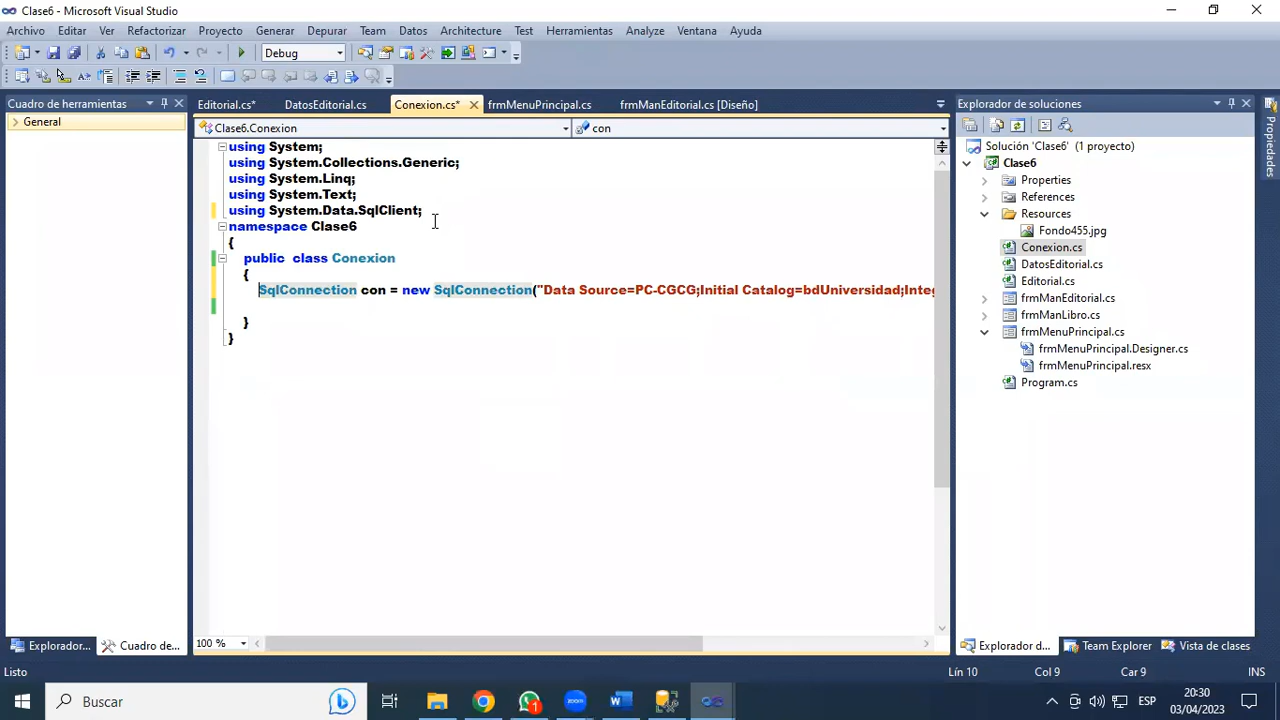 Clase6 - Microsoft Visual Studio
Archivo Editar Ver Refactorizar Proyecto Generar Depurar Team Datos Architecture Test Herramientas Analyze Ventana Ayuda
Debug
Cuadro de herramientas
General
Editorial.cs* DatosEditorial.cs Conexion.cs* frmMenuPrincipal.cs frmManEditorial.cs [Diseño]
Clase6.Conexion con
using System;
using System.Collections.Generic;
using System.Linq;
using System.Text;
using System.Data.SqlClient;
namespace Clase6
{
public class Conexion
{
SqlConnection con = new SqlConnection("Data Source=PC-CGCG;Initial Catalog=bdUniversidad;Integ
}
}
100 %
Explorador de soluciones
Solución 'Clase6' (1 proyecto)
Clase6
Properties
References
Resources
Fondo455.jpg
Conexion.cs
DatosEditorial.cs
Editorial.cs
frmManEditorial.cs
frmManLibro.cs
frmMenuPrincipal.cs
frmMenuPrincipal.Designer.cs
frmMenuPrincipal.resx
Program.cs
Propiedades
Explorador... Cuadro de...
Explorador d... Team Explorer Vista de clases
Listo Lín 10 Col 9 Car 9 INS
Buscar
1
zoom
ESP
20:30
03/04/2023